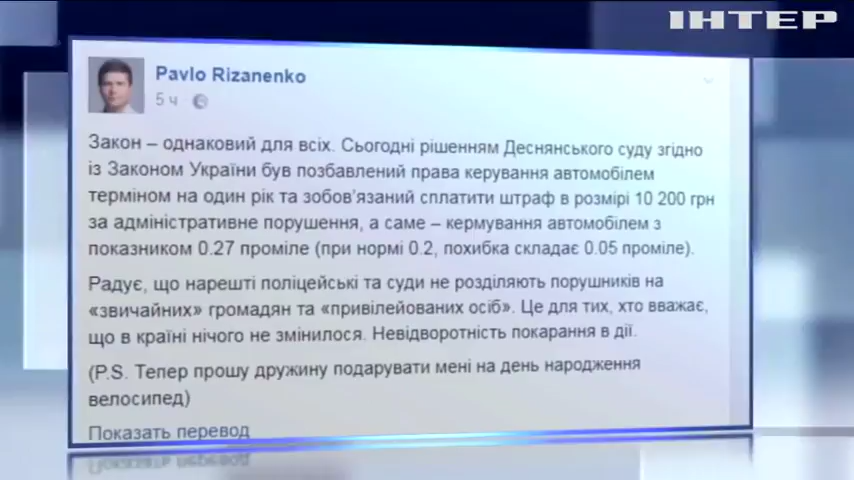 ІНТЕР
Pavlo Rizanenko
5 ч
Закон – однаковий для всіх. Сьогодні рішенням Деснянського суду згідно
із Законом України був позбавлений права керування автомобілем
терміном на один рік та зобов'язаний сплатити штраф в розмірі 10 200 грн
за адміністративне порушення, а саме – кермування автомобілем з
показником 0.27 проміле (при нормі 0.2, похибка складає 0.05 проміле).
Радує, що нарешті поліцейські та суди не розділяють порушників на
«звичайних» громадян та «привілейованих осіб». Це для тих, хто вважає,
що в країні нічого не змінилося. Невідворотність покарання в дії.
(P.S. Тепер прошу дружину подарувати мені на день народження
велосипед)
Показать перевод